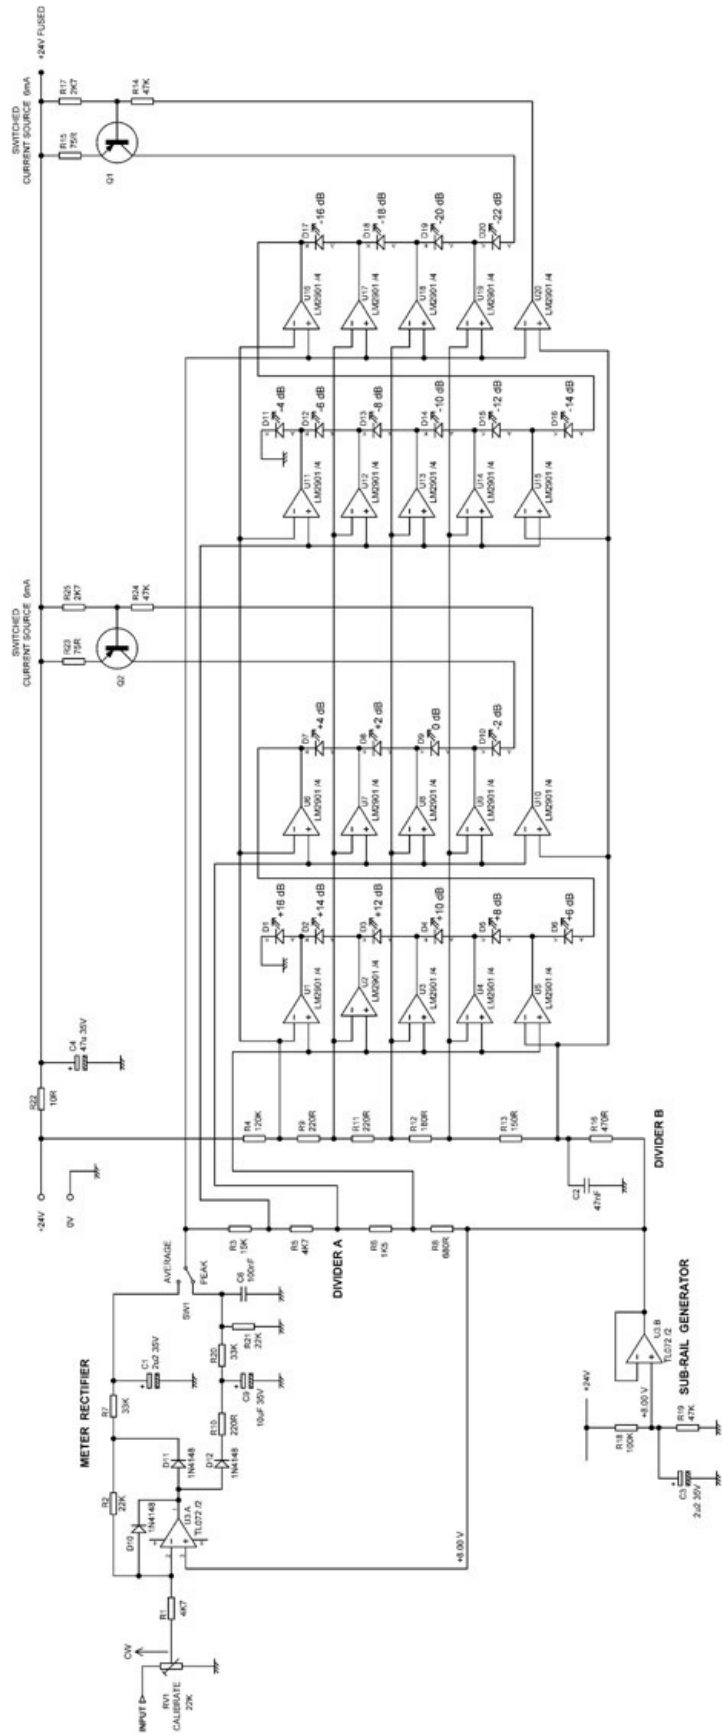 INPUT
RV1
CALIBRATE
22K
CW
R1
4K7
D10
1N4148
R2
22K
U3.A
TL072 /2
2
3
1
METER RECTIFIER
D11
1N4148
D12
1N4148
R7
33K
R10
220R
C1
2u2 35V
C9
10uF 35V
R20
33K
R21
22K
AVERAGE
SW1
PEAK
C6
100nF
+8.00 V
+24V
0V
R22
10R
C4
47u 35V
R3
15K
R5
4K7
DIVIDER A
R6
1K5
R8
680R
+24V
R18
100K
+8.00 V
C3
2u2 35V
R19
47K
U3.B
TL072 /2
SUB-RAIL GENERATOR
R4
120K
R9
220R
R11
220R
R12
180R
R13
150R
R16
470R
C2
47nF
DIVIDER B
U1
LM2901 /4
U2
LM2901 /4
U3
LM2901 /4
U4
LM2901 /4
U5
LM2901 /4
D1
+16 dB
D2
+14 dB
D3
+12 dB
D4
+10 dB
D5
+8 dB
D6
+6 dB
U6
LM2901 /4
U7
LM2901 /4
U8
LM2901 /4
U9
LM2901 /4
U10
LM2901 /4
D7
+4 dB
D8
+2 dB
D9
0 dB
D10
-2 dB
SWITCHED
CURRENT SOURCE 6mA
R23
75R
R25
2K7
R24
47K
Q2
U11
LM2901 /4
U12
LM2901 /4
U13
LM2901 /4
U14
LM2901 /4
U15
LM2901 /4
D11
-4 dB
D12
-6 dB
D13
-8 dB
D14
-10 dB
D15
-12 dB
D16
-14 dB
U16
LM2901 /4
U17
LM2901 /4
U18
LM2901 /4
U19
LM2901 /4
U20
LM2901 /4
D17
-16 dB
D18
-18 dB
D19
-20 dB
D20
-22 dB
SWITCHED
CURRENT SOURCE 6mA
R15
75R
R17
2K7
R14
47K
Q1
+24V FUSED